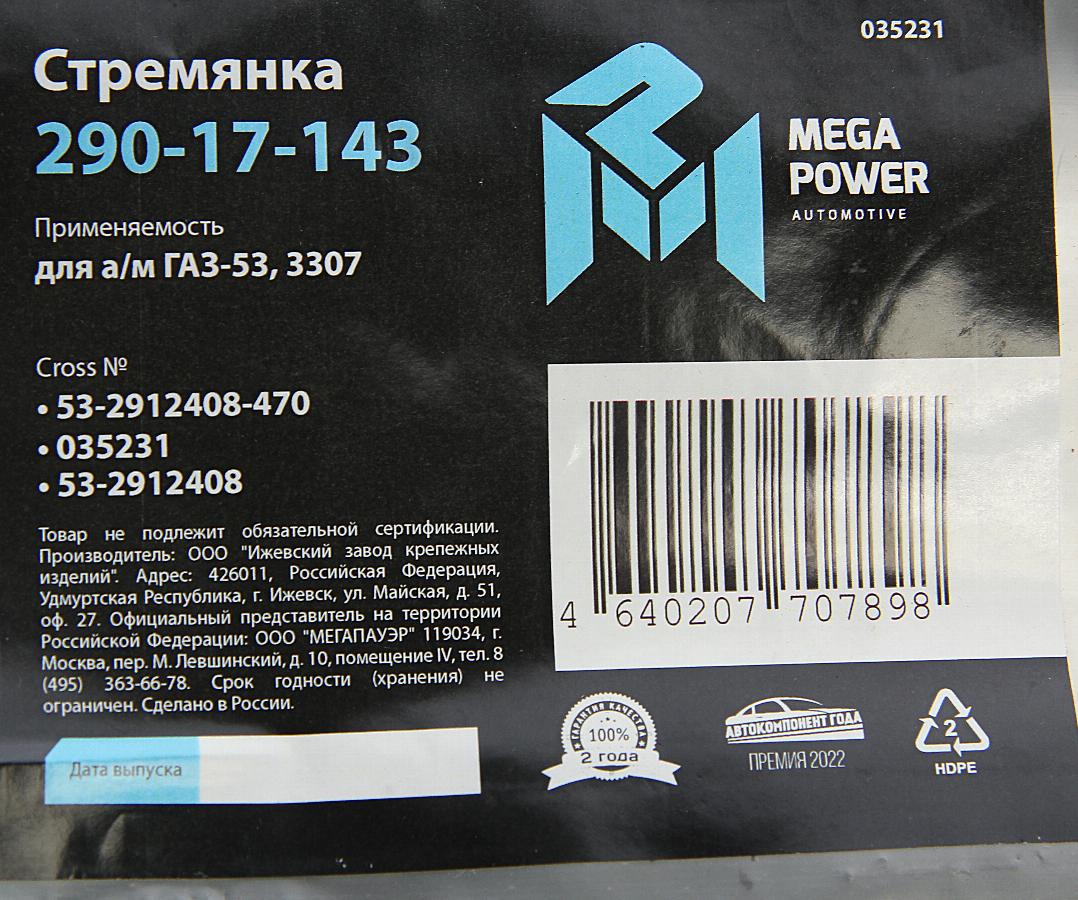 035231
Стремянка
290-17-143
MEGA
POWER
AUTOMOTIVE
Применяемость
для а/м ГАЗ-53, 3307
Cross №
• 53-2912408-470
• 035231
• 53-2912408
Товар не подлежит обязательной сертификации.
Производитель: ООО "Ижевский завод крепежных
изделий". Адрес: 426011, Российская Федерация,
Удмуртская Республика, г. Ижевск, ул. Майская, д. 51,
оф. 27. Официальный представитель на территории
Российской Федерации: ООО "МЕГАПАУЭР" 119034, г.
Москва, пер. М. Левшинский, д. 10, помещение IV, тел. 8
(495) 363-66-78. Срок годности (хранения) не
ограничен. Сделано в России.
4 640207 707898
Дата выпуска
ГАРАНТИЯ КАЧЕСТВА
100%
2 года
АВТОКОМПОНЕНТ ГОДА
ПРЕМИЯ 2022
2
HDPE